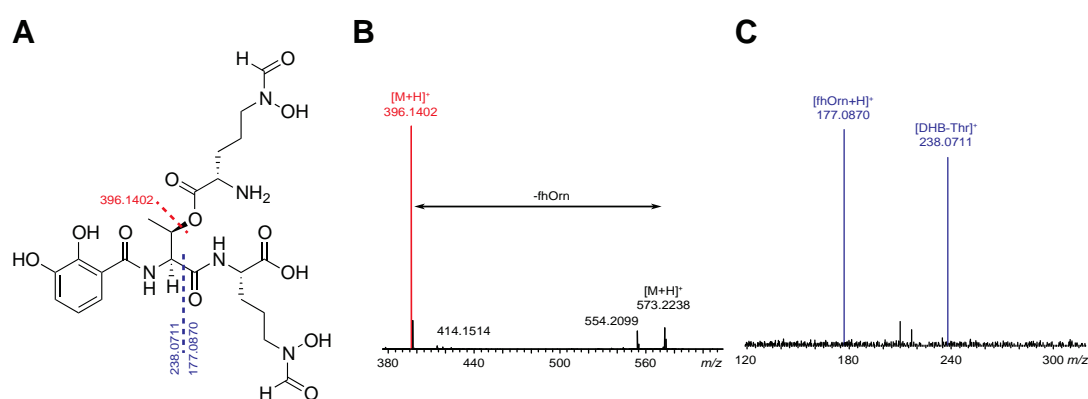 A
H
O
N
OH
O
NH2
396.1402
O
OH
O
H
O
HO
N
OH
N
H
H
O
238.0711
177.0870
OH
N
H
O
B
[M+H]+
396.1402
-fhOrn
[M+H]+
573.2238
554.2099
414.1514
380
440
500
560
m/z
C
[fhOrn+H]+
177.0870
[DHB-Thr]+
238.0711
120
180
240
300
m/z